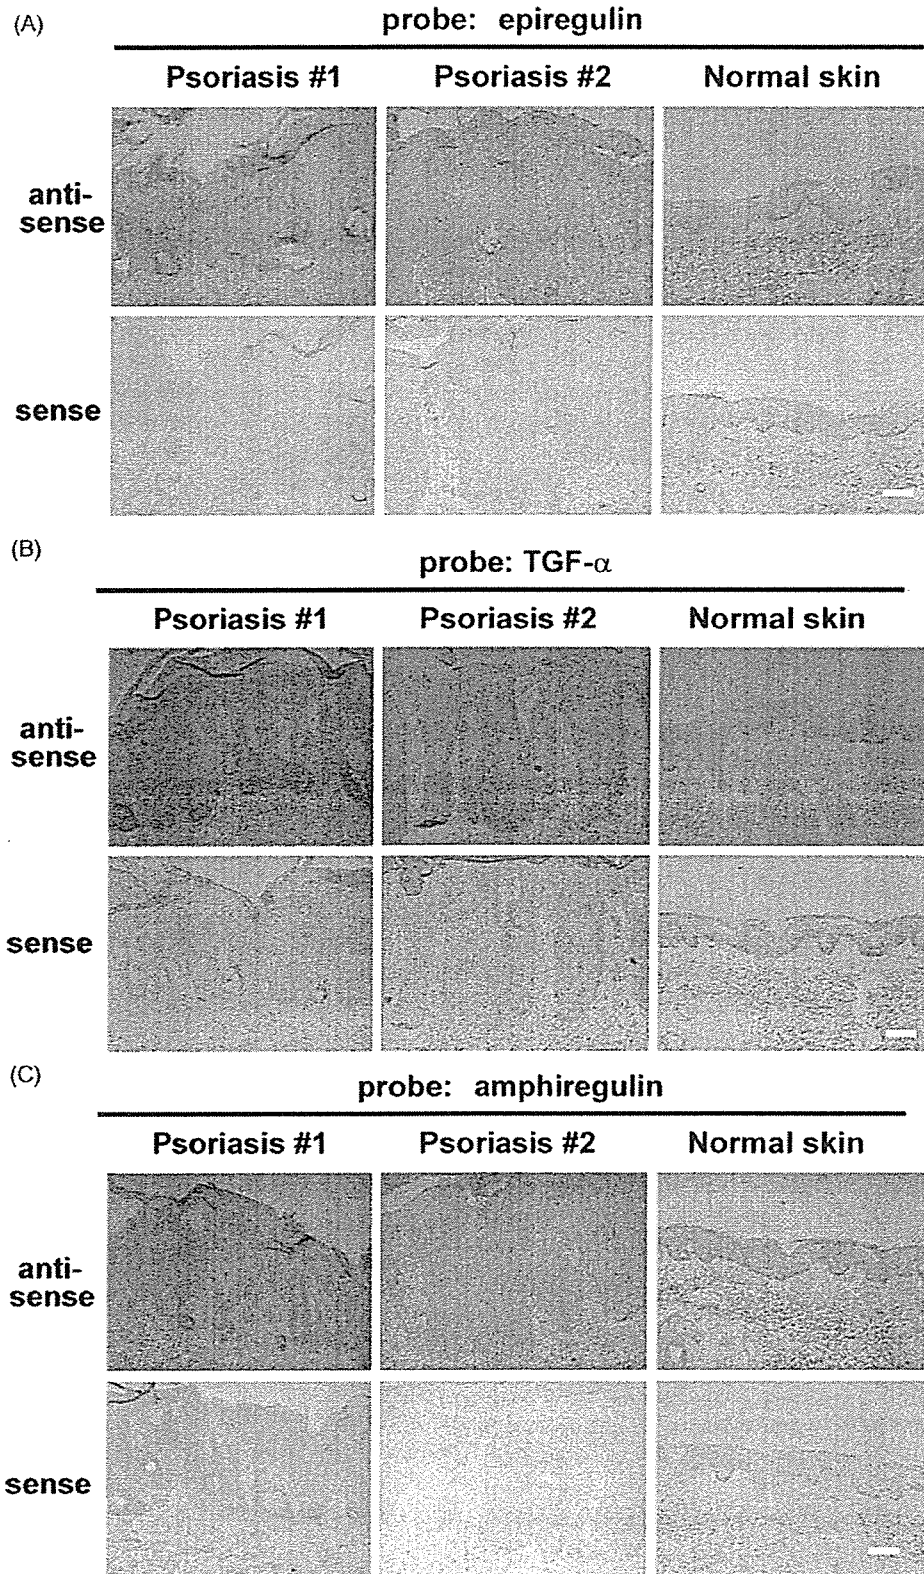 (A)
probe: epiregulin
Psoriasis #1 Psoriasis #2 Normal skin
anti-
sense
sense
(B)
probe: TGF-α
Psoriasis #1 Psoriasis #2 Normal skin
anti-
sense
sense
(C)
probe: amphiregulin
Psoriasis #1 Psoriasis #2 Normal skin
anti-
sense
sense